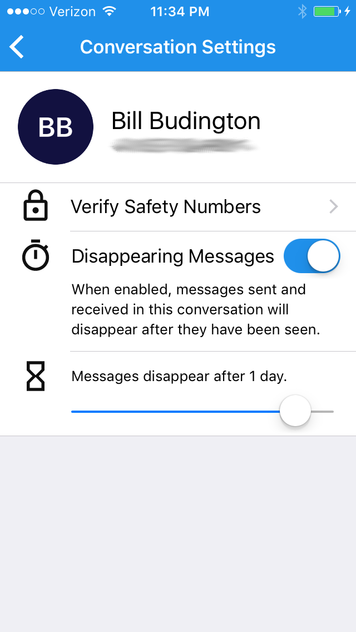 Verizon 11:34 PM
Conversation Settings
BB
Bill Budington
Verify Safety Numbers
Disappearing Messages
When enabled, messages sent and
received in this conversation will
disappear after they have been seen.
Messages disappear after 1 day.